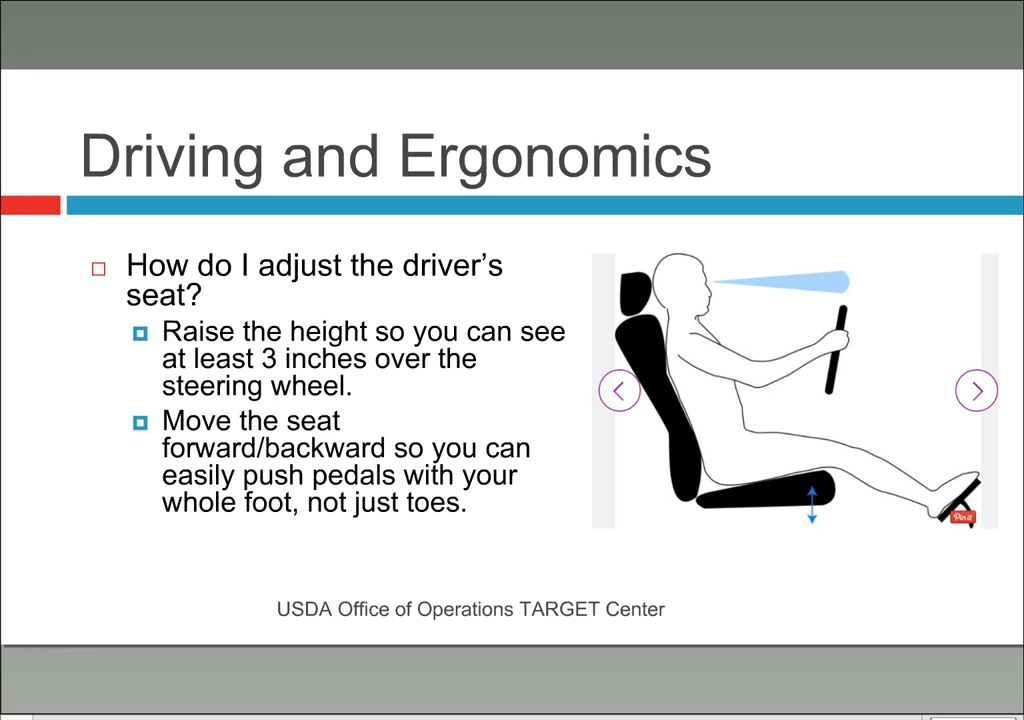 Driving and Ergonomics
How do I adjust the driver’s
seat?
Raise the height so you can see
at least 3 inches over the
steering wheel.
Move the seat
forward/backward so you can
easily push pedals with your
whole foot, not just toes.
Pin it
USDA Office of Operations TARGET Center